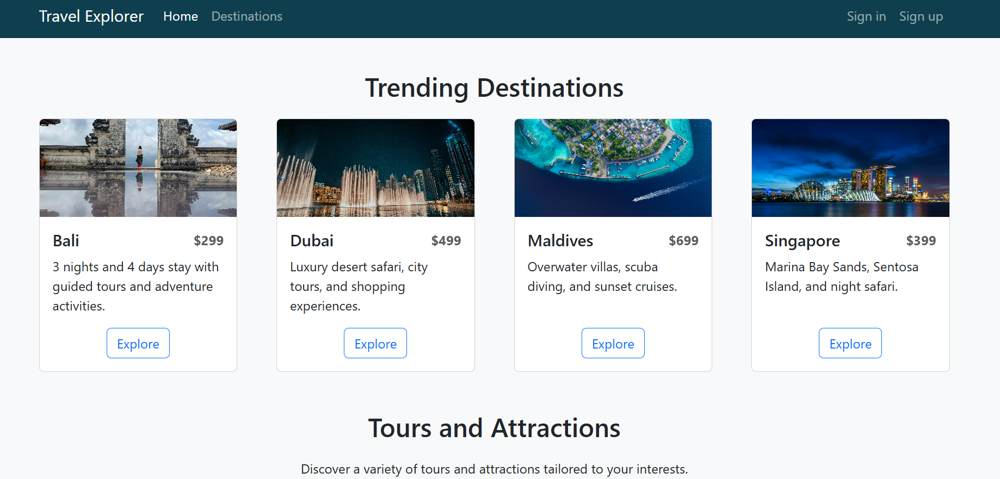 Travel Explorer Home Destinations Sign in Sign up
Trending Destinations
Bali $299
3 nights and 4 days stay with
guided tours and adventure
activities.
Explore
Dubai $499
Luxury desert safari, city
tours, and shopping
experiences.
Explore
Maldives $699
Overwater villas, scuba
diving, and sunset cruises.
Explore
Singapore $399
Marina Bay Sands, Sentosa
Island, and night safari.
Explore
Tours and Attractions
Discover a variety of tours and attractions tailored to your interests.